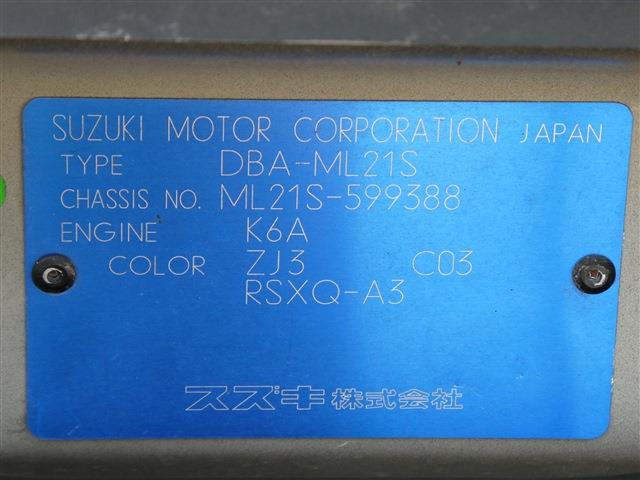 SUZUKI MOTOR CORPORATION JAPAN
TYPE DBA-ML21S
CHASSIS NO. ML21S-599388
ENGINE K6A
COLOR ZJ3 C03
RSXQ-A3
スズキ株式会社